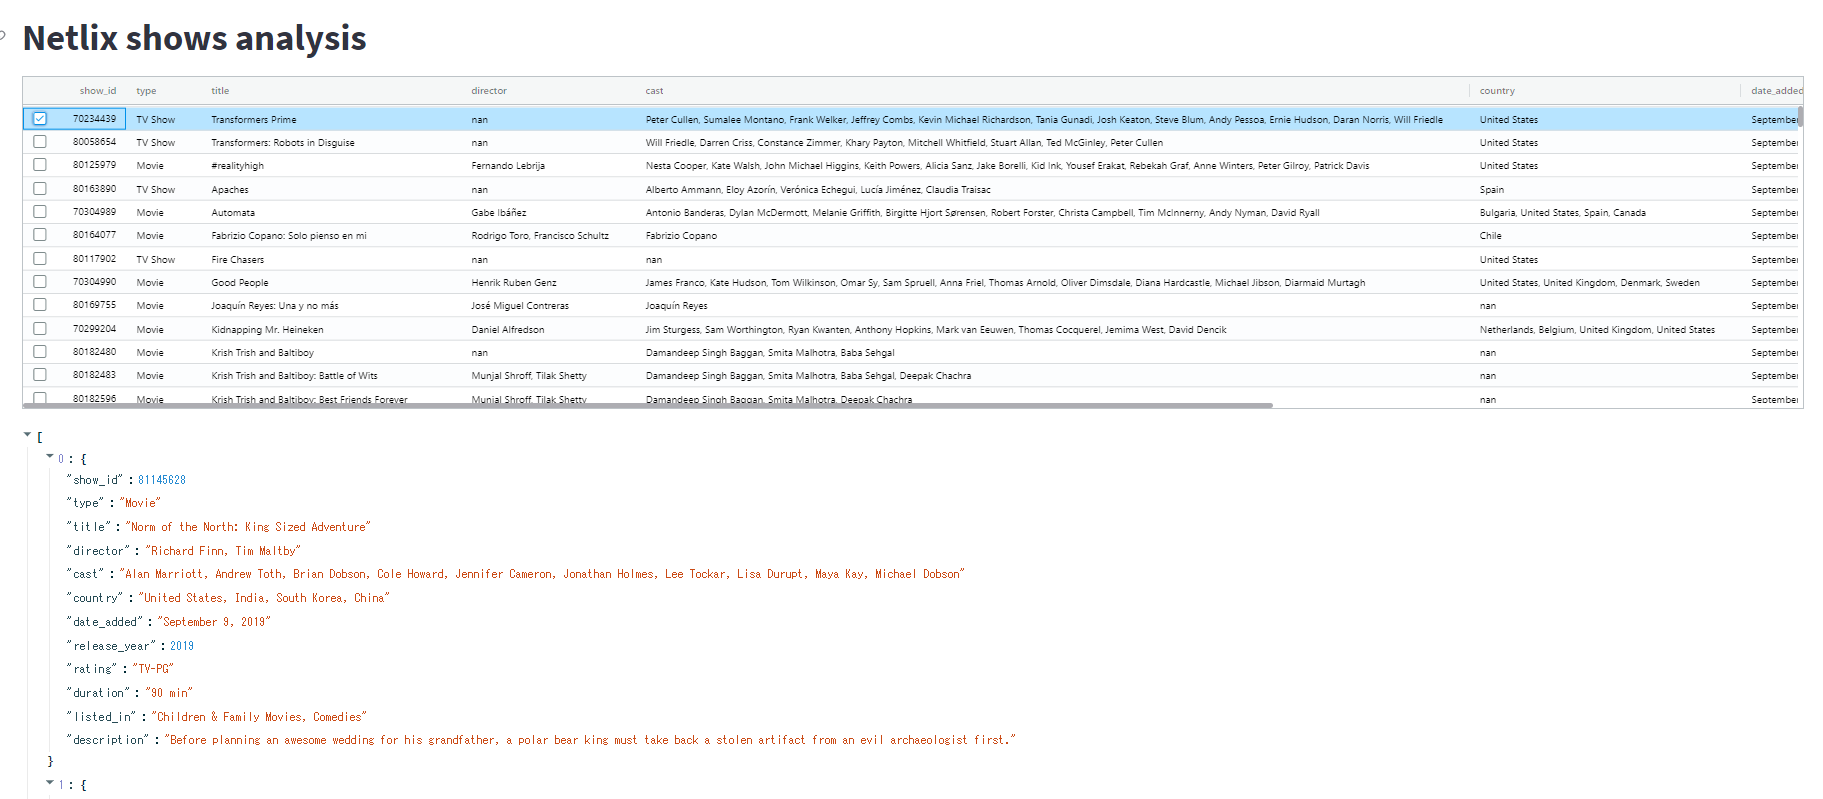 Netlix shows analysis
show_id type title director cast country date_added
70234439 TV Show Transformers Prime nan Peter Cullen, Sumalee Montano, Frank Welker, Jeffrey Combs, Kevin Michael Richardson, Tania Gunadi, Josh Keaton, Steve Blum, Andy Pessoa, Ernie Hudson, Daran Norris, Will Friedle United States September
80058654 TV Show Transformers: Robots in Disguise nan Will Friedle, Darren Criss, Constance Zimmer, Khary Payton, Mitchell Whitfield, Stuart Allan, Ted McGinley, Peter Cullen United States September
80125979 Movie #realityhigh Fernando Lebrija Nesta Cooper, Kate Walsh, John Michael Higgins, Keith Powers, Alicia Sanz, Jake Borelli, Kid Ink, Yousef Erakat, Rebekah Graf, Anne Winters, Peter Gilroy, Patrick Davis United States September
80163890 TV Show Apaches nan Alberto Ammann, Eloy Azorín, Verónica Echegui, Lucía Jiménez, Claudia Traisac Spain September
70304989 Movie Automata Gabe Ibáñez Antonio Banderas, Dylan McDermott, Melanie Griffith, Birgitte Hjort Sørensen, Robert Forster, Christa Campbell, Tim McInnerny, Andy Nyman, David Ryall Bulgaria, United States, Spain, Canada September
80164077 Movie Fabrizio Copano: Solo pienso en mi Rodrigo Toro, Francisco Schultz Fabrizio Copano Chile September
80117902 TV Show Fire Chasers nan nan United States September
70304990 Movie Good People Henrik Ruben Genz James Franco, Kate Hudson, Tom Wilkinson, Omar Sy, Sam Spruell, Anna Friel, Thomas Arnold, Oliver Dimsdale, Diana Hardcastle, Michael Jibson, Diarmaid Murtagh United States, United Kingdom, Denmark, Sweden September
80169755 Movie Joaquín Reyes: Una y no más José Miguel Contreras Joaquín Reyes nan September
70299204 Movie Kidnapping Mr. Heineken Daniel Alfredson Jim Sturgess, Sam Worthington, Ryan Kwanten, Anthony Hopkins, Mark van Eeuwen, Thomas Cocquerel, Jemima West, David Dencik Netherlands, Belgium, United Kingdom, United States September
80182480 Movie Krish Trish and Baltiboy nan Damandeep Singh Baggan, Smita Malhotra, Baba Sehgal nan September
80182483 Movie Krish Trish and Baltiboy: Battle of Wits Munjal Shroff, Tilak Shetty Damandeep Singh Baggan, Smita Malhotra, Baba Sehgal, Deepak Chachra nan September
80182596 Movie Krish Trish and Baltiboy: Best Friends Forever Munjal Shroff, Tilak Shetty Damandeep Singh Baggan, Smita Malhotra, Deepak Chachra nan September
[
0 : {
"show_id" : 81145628
"type" : "Movie"
"title" : "Norm of the North: King Sized Adventure"
"director" : "Richard Finn, Tim Maltby"
"cast" : "Alan Marriott, Andrew Toth, Brian Dobson, Cole Howard, Jennifer Cameron, Jonathan Holmes, Lee Tockar, Lisa Durupt, Maya Kay, Michael Dobson"
"country" : "United States, India, South Korea, China"
"date_added" : "September 9, 2019"
"release_year" : 2019
"rating" : "TV-PG"
"duration" : "90 min"
"listed_in" : "Children & Family Movies, Comedies"
"description" : "Before planning an awesome wedding for his grandfather, a polar bear king must take back a stolen artifact from an evil archaeologist first."
}
1 : {